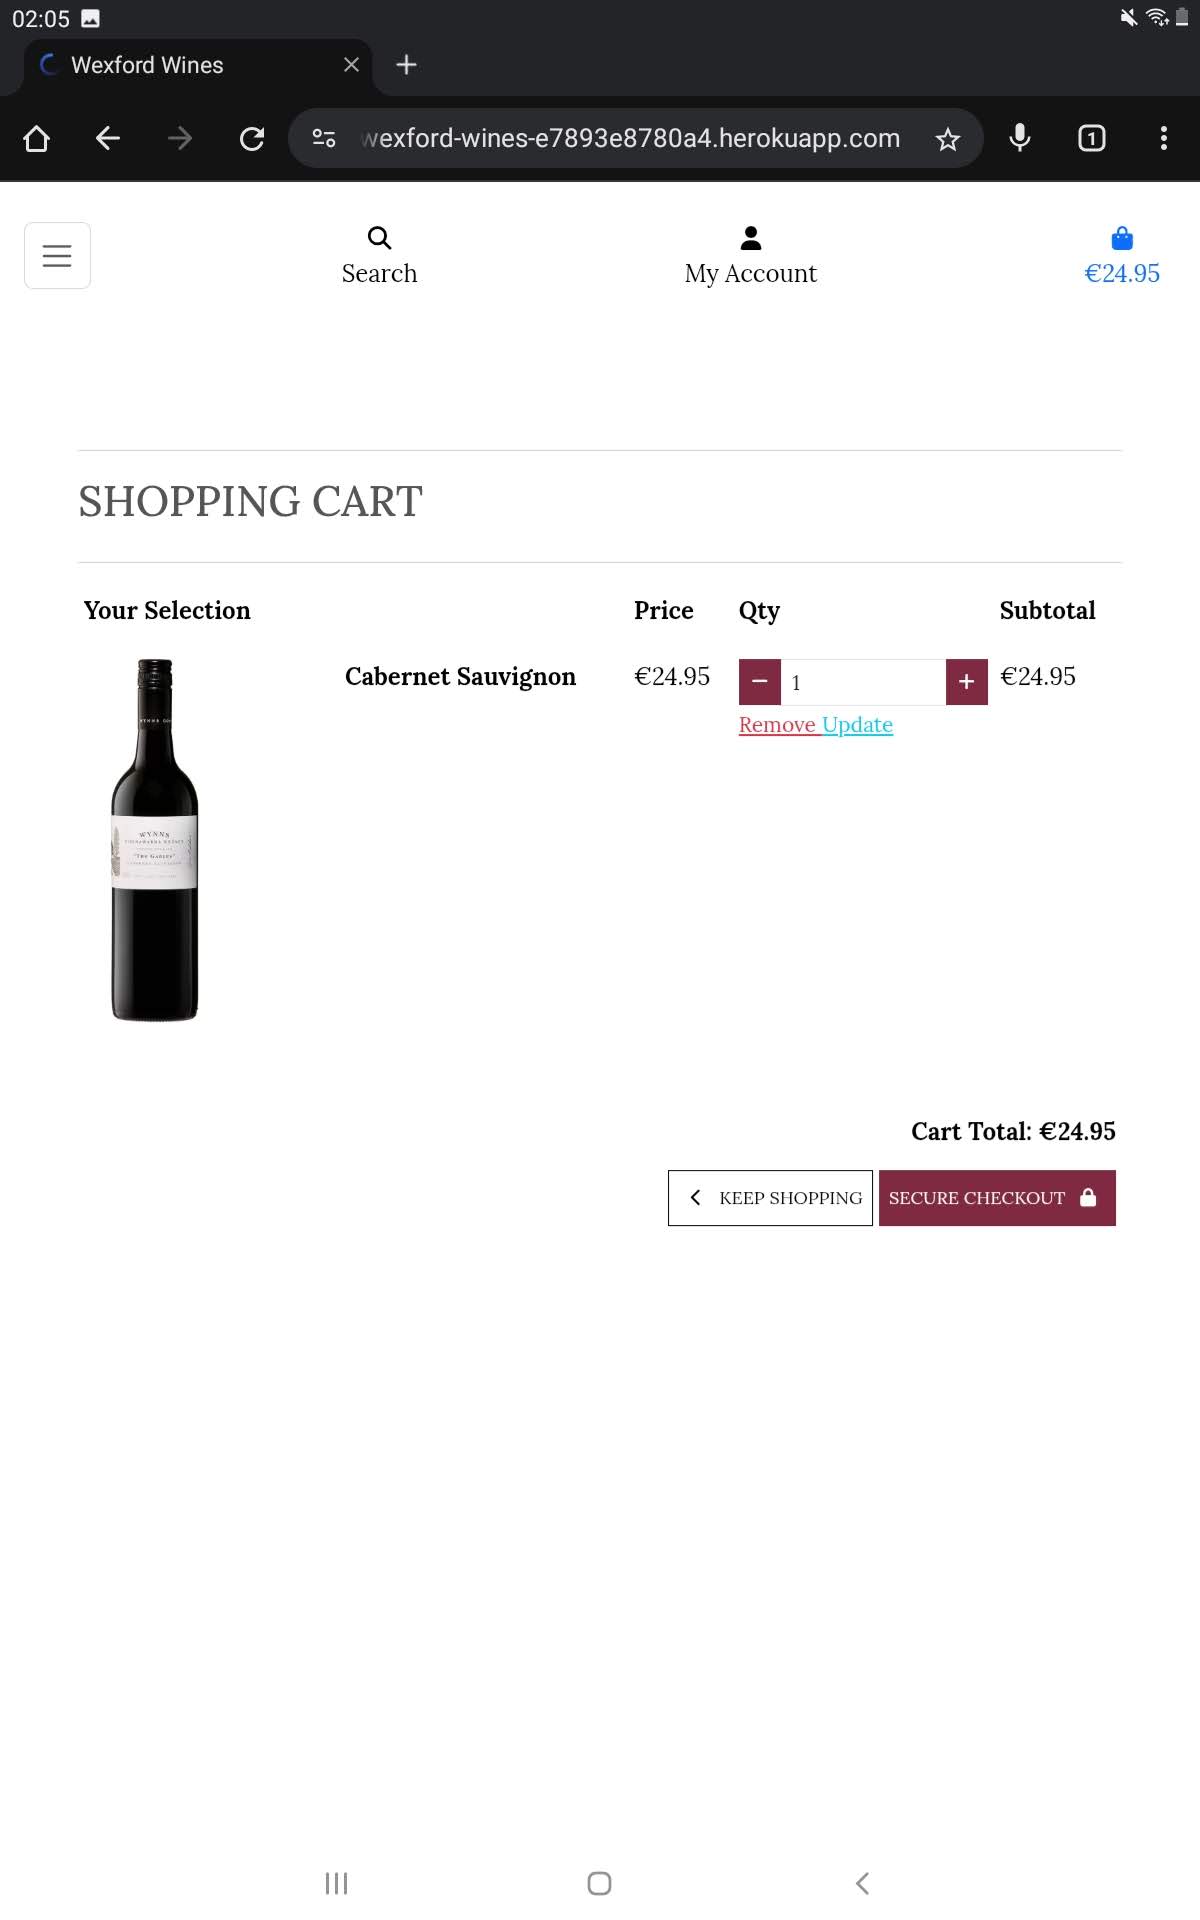 02:05
Wexford Wines
wexford-wines-e7893e8780a4.herokuapp.com
1
Search
My Account
€24.95
SHOPPING CART
Your Selection Price Qty Subtotal
Cabernet Sauvignon €24.95 1 €24.95
Remove Update
WYNNS
"THE GABLES"
Cart Total: €24.95
KEEP SHOPPING
SECURE CHECKOUT